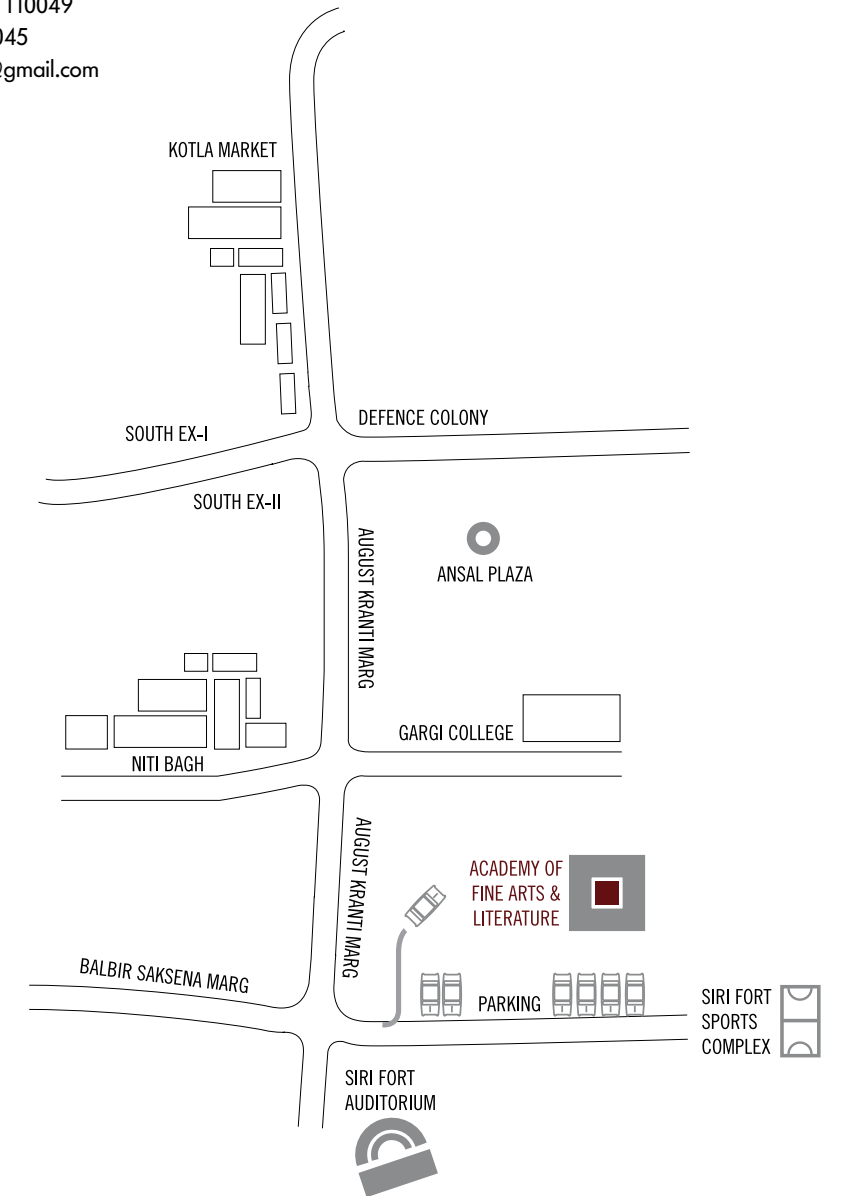 110049
045
@gmail.com
KOTLA MARKET
DEFENCE COLONY
SOUTH EX-I
SOUTH EX-II
AUGUST KRANTI MARG
ANSAL PLAZA
GARGI COLLEGE
NITI BAGH
AUGUST KRANTI MARG
ACADEMY OF
FINE ARTS &
LITERATURE
BALBIR SAKSENA MARG
PARKING
SIRI FORT
SPORTS
COMPLEX
SIRI FORT
AUDITORIUM